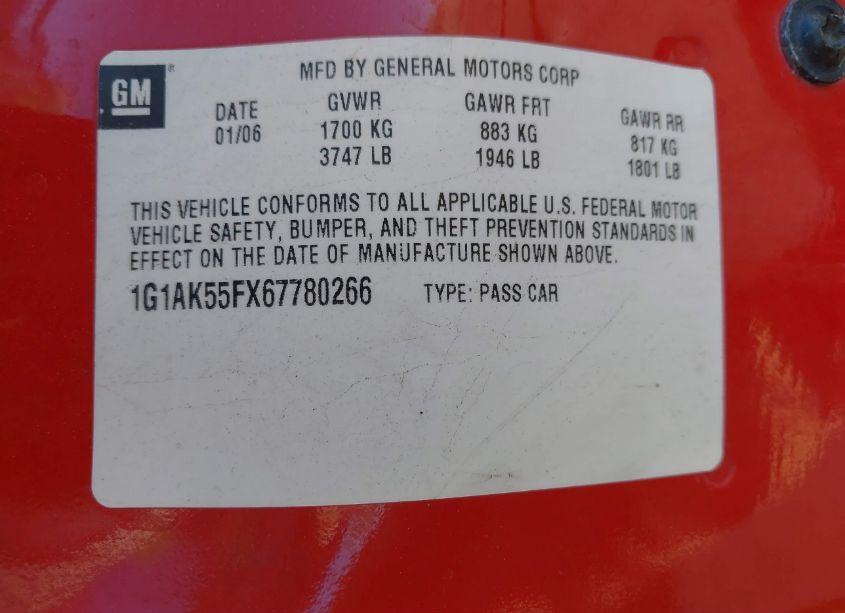 GM ®
MFD BY GENERAL MOTORS CORP
DATE GVWR GAWR FRT GAWR RR
01/06 1700 KG 883 KG 817 KG
3747 LB 1946 LB 1801 LB
THIS VEHICLE CONFORMS TO ALL APPLICABLE U.S. FEDERAL MOTOR
VEHICLE SAFETY, BUMPER, AND THEFT PREVENTION STANDARDS IN
EFFECT ON THE DATE OF MANUFACTURE SHOWN ABOVE.
1G1AK55FX67780266 TYPE: PASS CAR